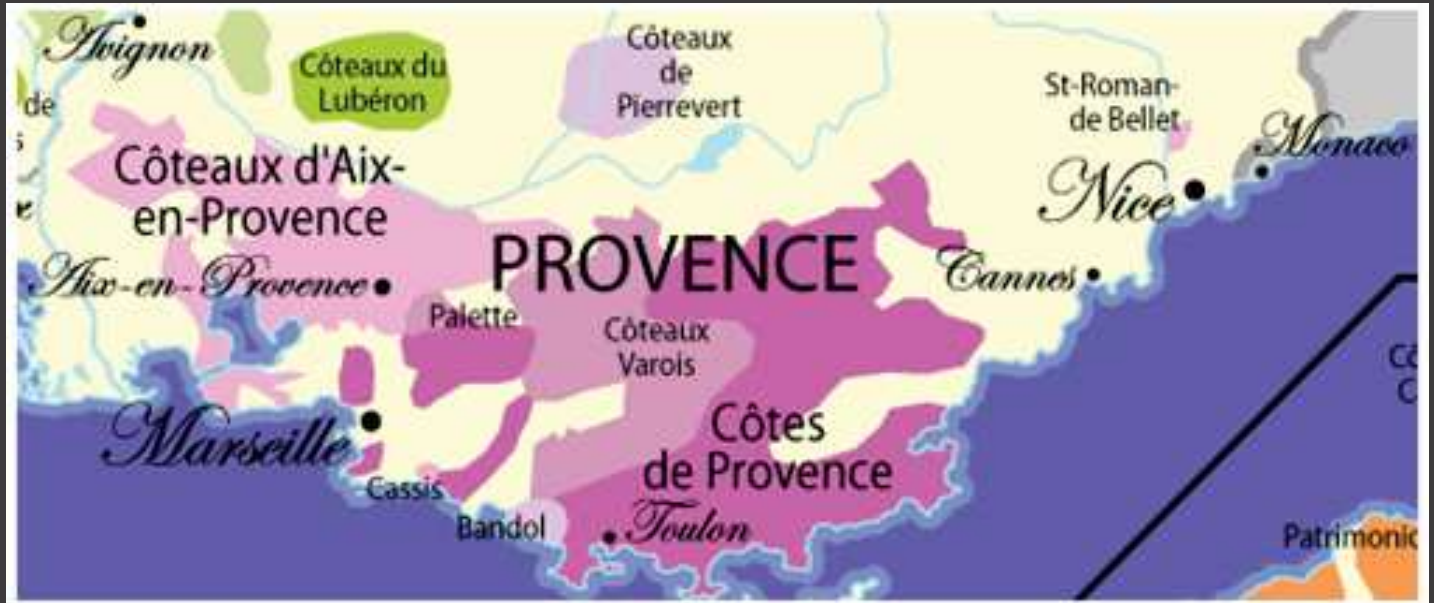 Avignon
Côteaux du
Lubéron
Côteaux
de
Pierrevert
St-Roman-
de Bellet
Monaco
de
Côteaux d'Aix-
en-Provence
Nice
PROVENCE
Aix-en-Provence
Cannes
Palette
Côteaux
Varois
Côtes
de Provence
Marseille
Cassis
Bandol
Toulon